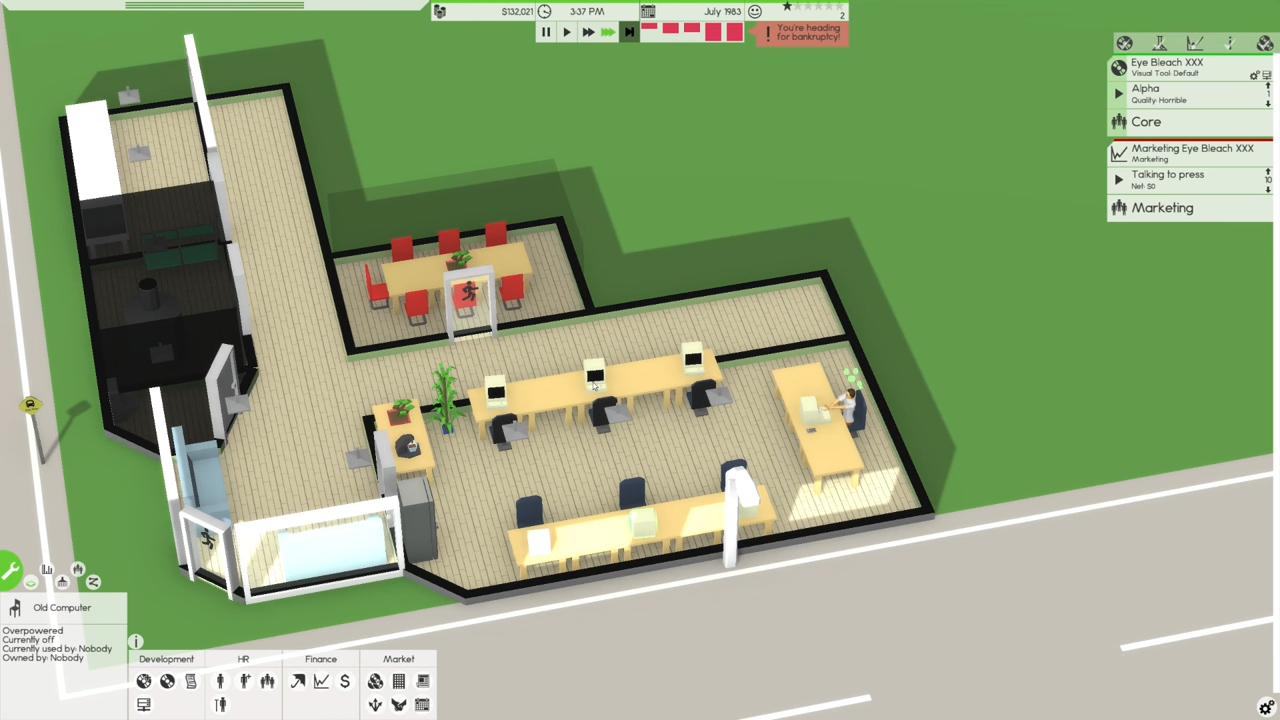 $132,021
3:37 PM
July 1983
2
You're heading
for bankruptcy!
Eye Bleach XXX
Visual Tool: Default
Alpha
Quality: Horrible
1
Core
Marketing Eye Bleach XXX
Marketing
Talking to press
Net: $0
10
Marketing
Old Computer
Overpowered
Currently off
Currently used by: Nobody
Owned by: Nobody
Development
HR
Finance
Market